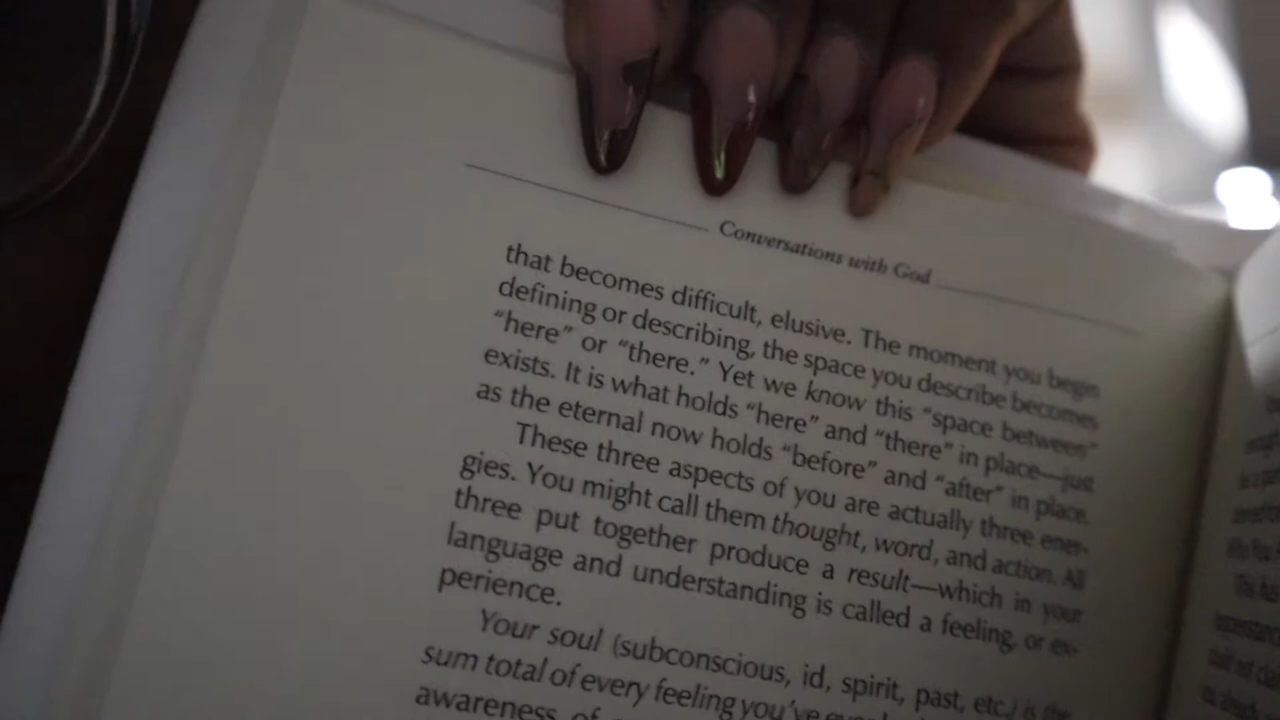 Conversations with God
that becomes difficult, elusive. The moment you begin
defining or describing, the space you describe becomes
“here” or “there.” Yet we know this “space between”
exists. It is what holds “here” and “there” in place—just
as the eternal now holds “before” and “after” in place.
These three aspects of you are actually three ener-
gies. You might call them thought, word, and action. All
three put together produce a result—which in your
language and understanding is called a feeling, or ex-
perience.
Your soul (subconscious, id, spirit, past, etc.) is the
sum total of every feeling you’ve
awareness of